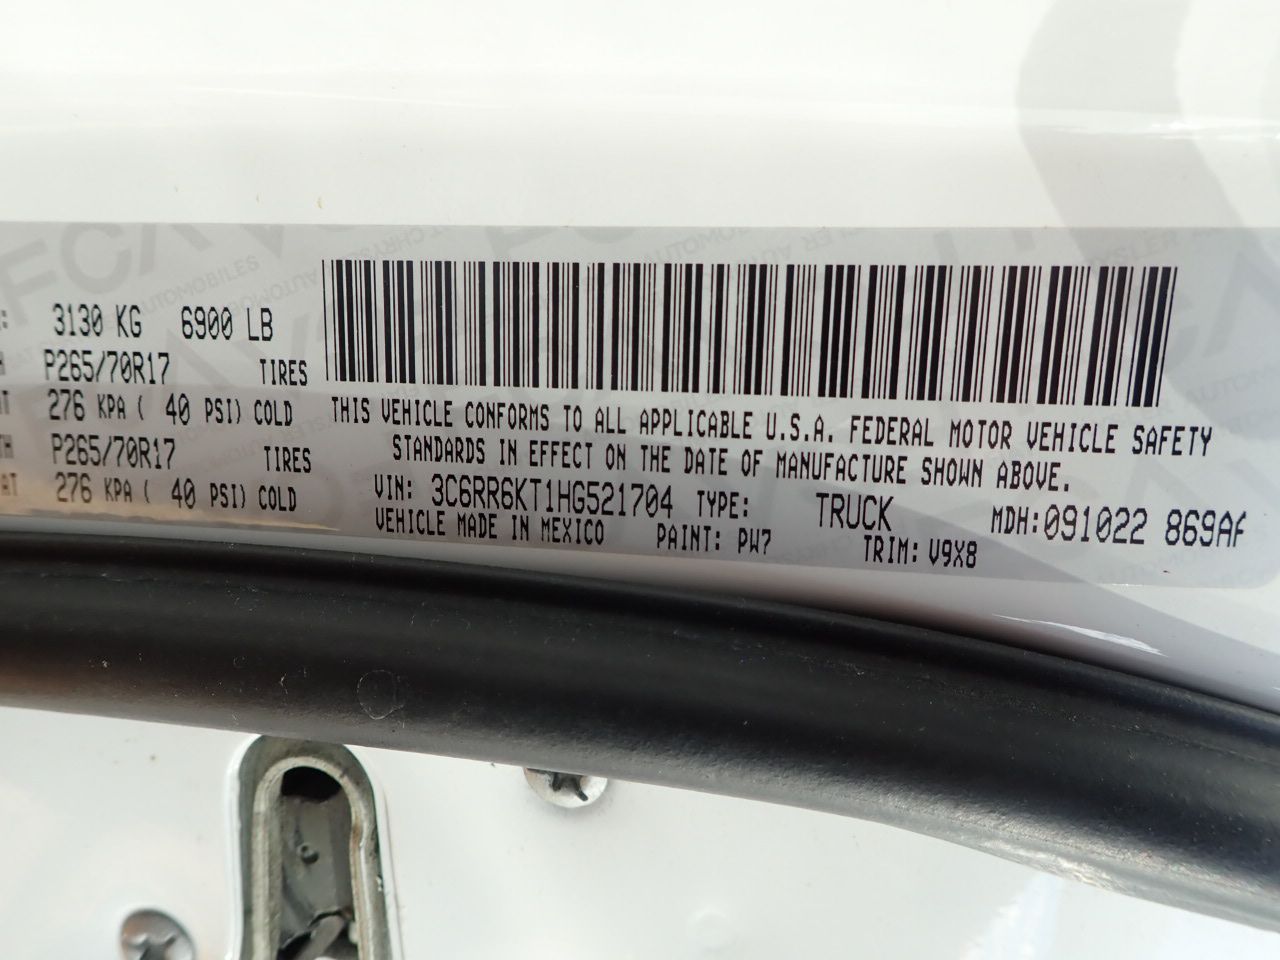 3130 KG 6900 LB
P265/70R17 TIRES
276 KPA ( 40 PSI) COLD
P265/70R17 TIRES
276 KPA ( 40 PSI) COLD
THIS VEHICLE CONFORMS TO ALL APPLICABLE U.S.A. FEDERAL MOTOR VEHICLE SAFETY
STANDARDS IN EFFECT ON THE DATE OF MANUFACTURE SHOWN ABOVE.
VIN: 3C6RR6KT1HG521704 TYPE: TRUCK MDH:091022 869AF
VEHICLE MADE IN MEXICO PAINT: PW7 TRIM: V9X8